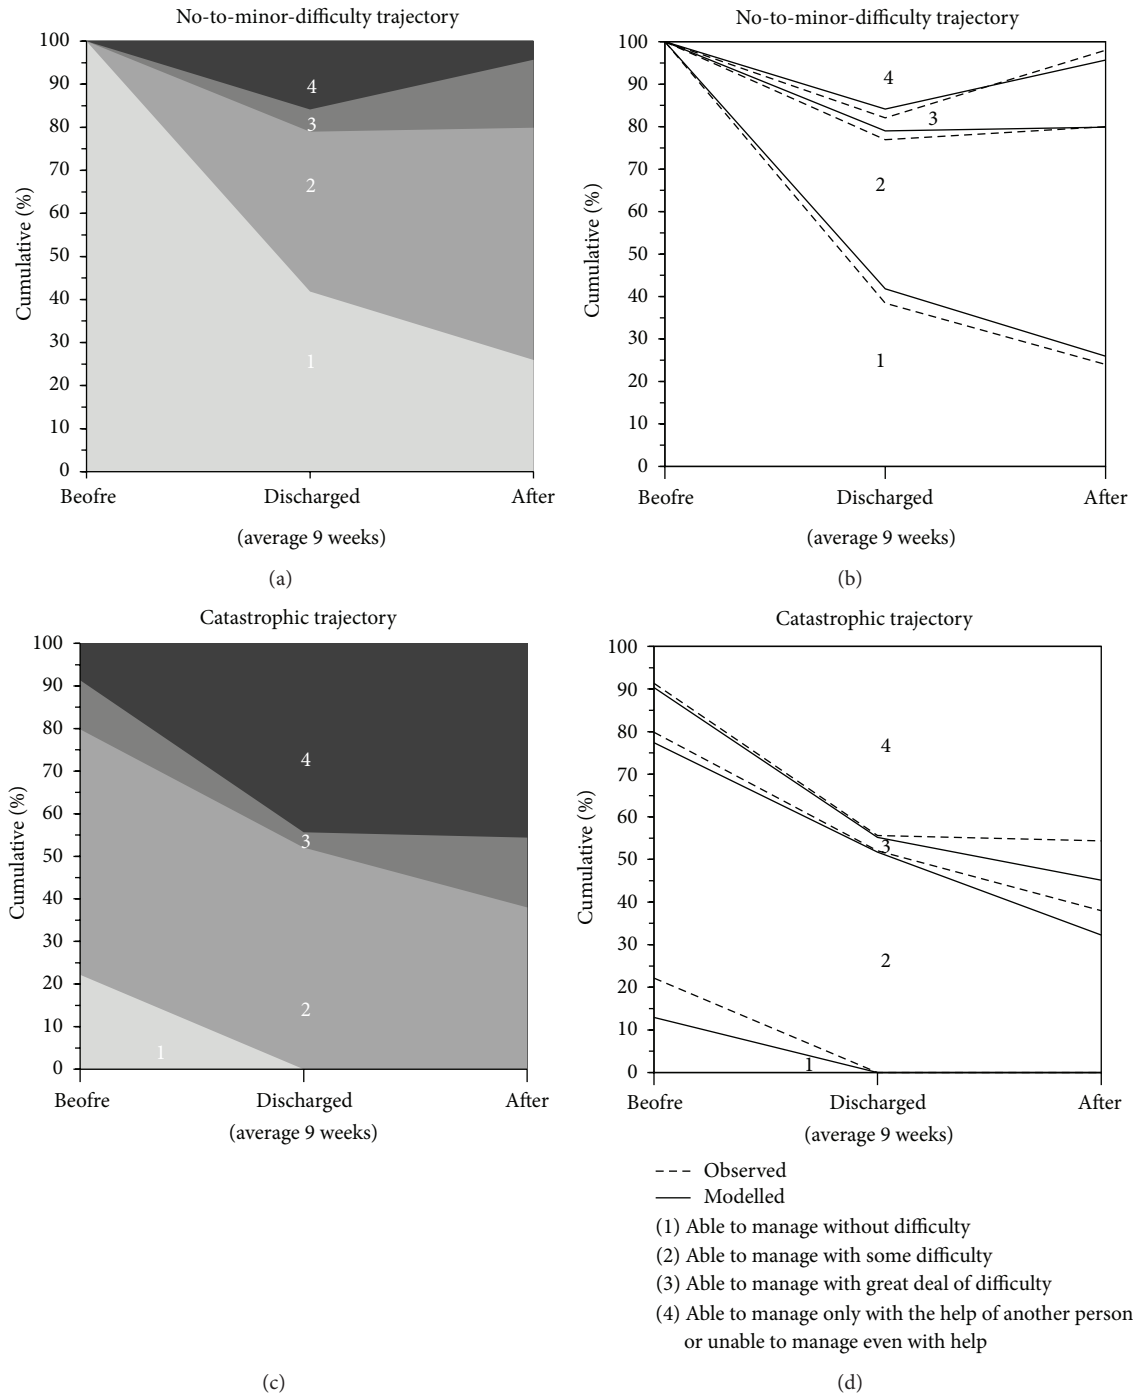 No-to-minor-difficulty trajectory
100
90
80
70
60
50
40
30
20
10
0
Cumulative (%)
4
3
2
1
Beofre
Discharged
After
(average 9 weeks)
(a)
No-to-minor-difficulty trajectory
100
90
80
70
60
50
40
30
20
10
0
Cumulative (%)
4
3
2
1
Beofre
Discharged
After
(average 9 weeks)
(b)
Catastrophic trajectory
100
90
80
70
60
50
40
30
20
10
0
Cumulative (%)
4
3
2
1
Beofre
Discharged
After
(average 9 weeks)
Catastrophic trajectory
100
90
80
70
60
50
40
30
20
10
0
Cumulative (%)
4
3
2
1
Beofre
Discharged
After
(average 9 weeks)
Observed
Modelled
(1) Able to manage without difficulty
(2) Able to manage with some difficulty
(3) Able to manage with great deal of difficulty
(4) Able to manage only with the help of another person
or unable to manage even with help
(c)
(d)